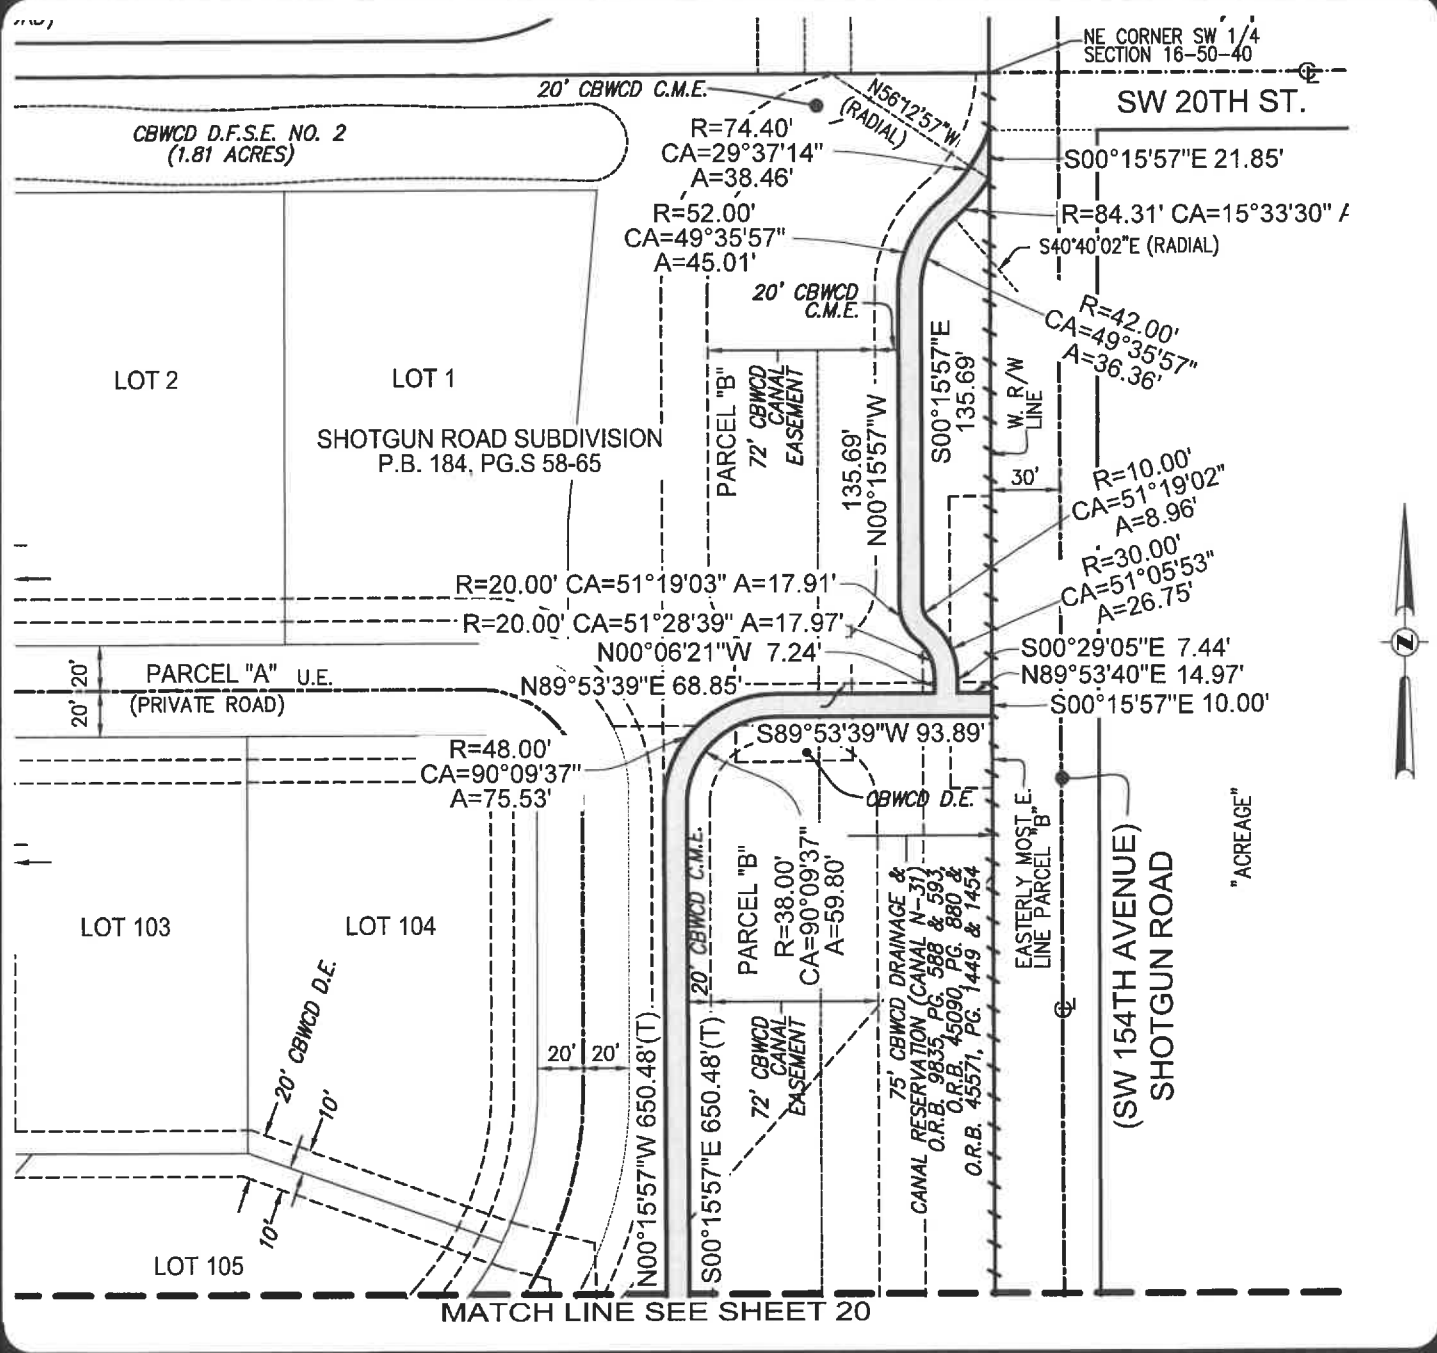 NE CORNER SW 1/4
SECTION 16-50-40
SW 20TH ST.
20' CBWCD C.M.E.
N56°12'57"W
(RADIAL)
CBWCD D.F.S.E. NO. 2
(1.81 ACRES)
R=74.40'
CA=29°37'14"
A=38.46'
S00°15'57"E 21.85'
R=52.00'
CA=49°35'57"
A=45.01'
R=84.31' CA=15°33'30"
S40°40'02"E (RADIAL)
20' CBWCD
C.M.E.
R=42.00'
CA=49°35'57"
A=36.36'
LOT 2
LOT 1
SHOTGUN ROAD SUBDIVISION
P.B. 184, PG.S 58-65
PARCEL "B"
72' CBWCD
CANAL
EASEMENT
135.69'
N00°15'57"W
S00°15'57"E
135.69'
W. R/W
LINE
30'
R=10.00'
CA=51°19'02"
A=8.96'
R=30.00'
CA=51°05'53"
A=26.75'
R=20.00' CA=51°19'03" A=17.91'
R=20.00' CA=51°28'39" A=17.97'
N00°06'21"W 7.24'
N89°53'39"E 68.85'
S00°29'05"E 7.44'
N89°53'40"E 14.97'
S00°15'57"E 10.00'
N
20'
20'
PARCEL "A" U.E.
(PRIVATE ROAD)
S89°53'39"W 93.89'
R=48.00'
CA=90°09'37"
A=75.53'
CBWCD D.E.
20' CBWCD C.M.E.
PARCEL "B"
R=38.00'
CA=90°09'37"
A=59.80'
75' CBWCD DRAINAGE &
CANAL RESERVATION (CANAL N-31)
O.R.B. 9835, PG. 588 & 593,
O.R.B. 45090, PG. 880 &
O.R.B. 45571, PG. 1449 & 1454
EASTERLY MOST E.
LINE PARCEL "B"
(SW 154TH AVENUE)
SHOTGUN ROAD
"ACREAGE"
LOT 103
LOT 104
20' CBWCD D.E.
10'
10'
20'
20'
N00°15'57"W 650.48'(T)
S00°15'57"E 650.48'(T)
72' CBWCD
CANAL
EASEMENT
LOT 105
MATCH LINE SEE SHEET 20